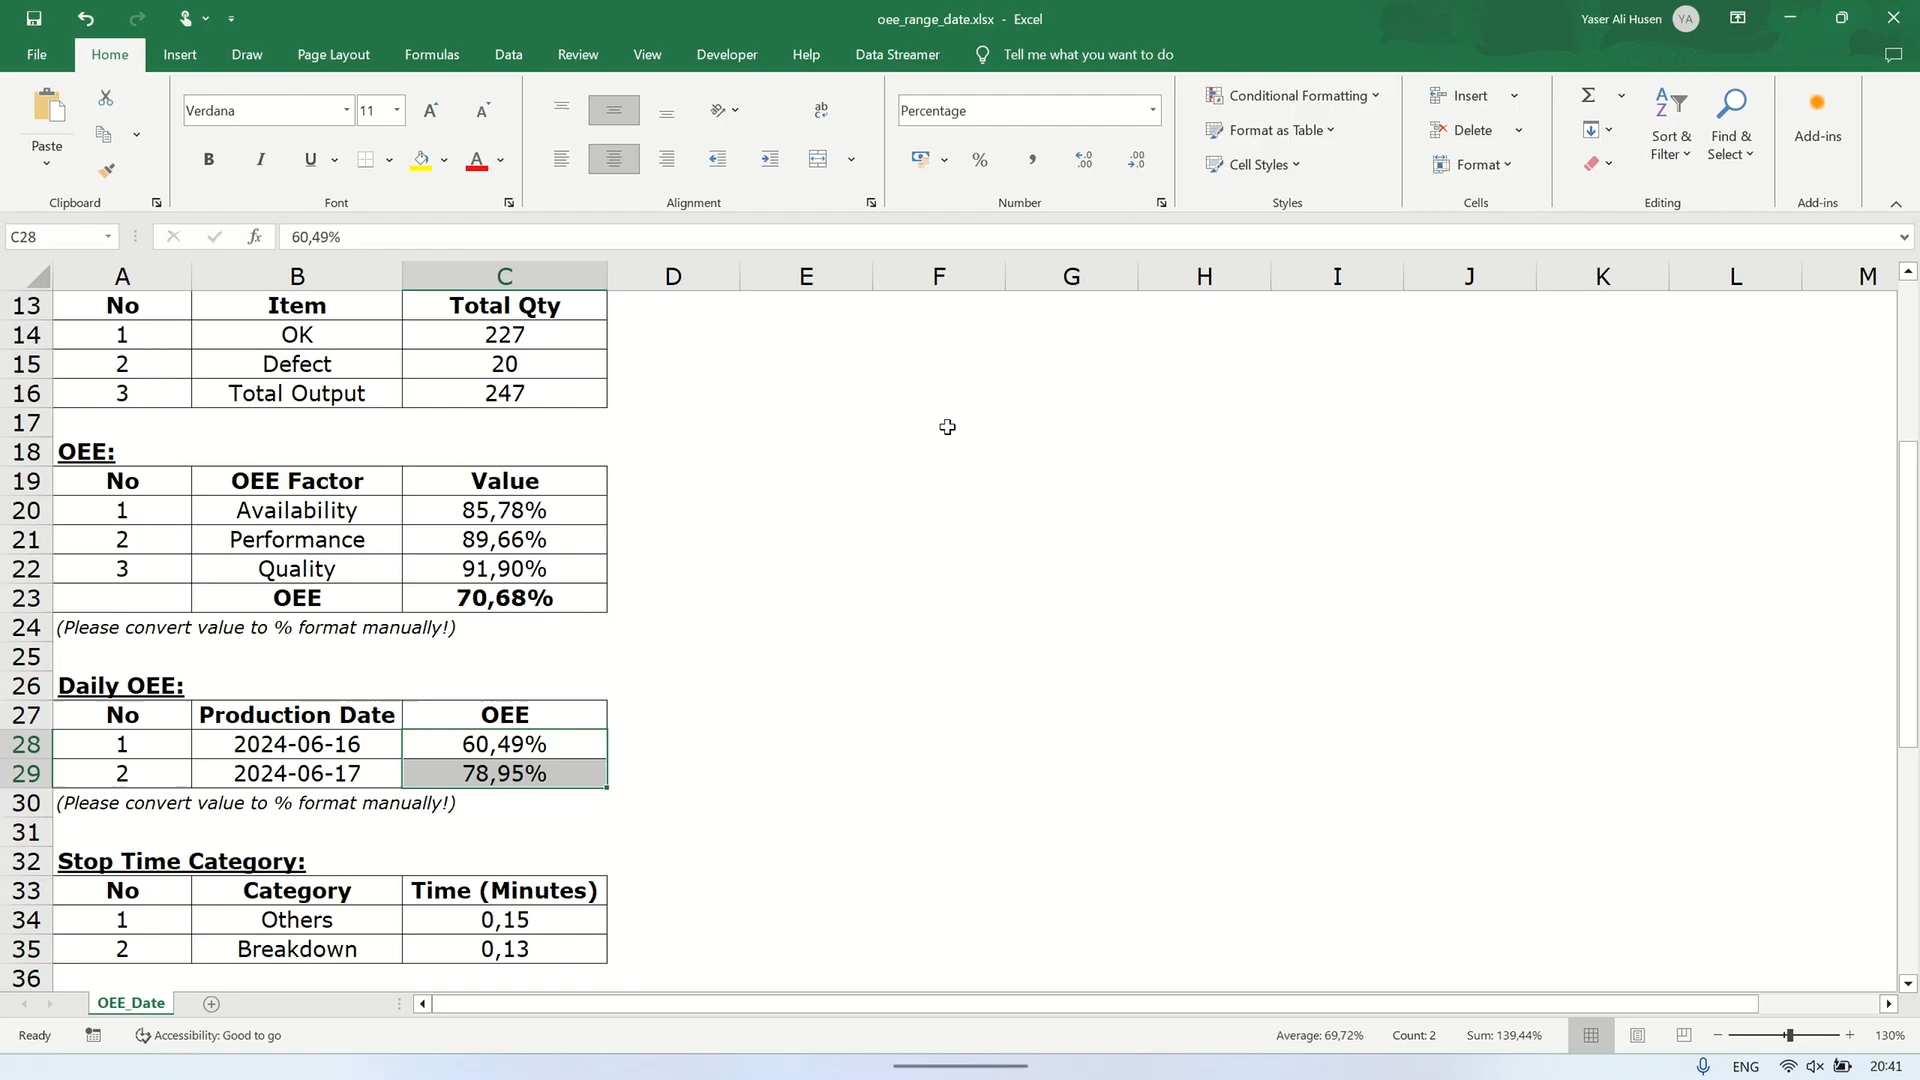 oee_range_date.xlsx - Excel
Yaser Ali Husen YA
File Home Insert Draw Page Layout Formulas Data Review View Developer Help Data Streamer Tell me what you want to do
Paste
Clipboard
Verdana 11
B I U A
Font
ab
c
Alignment
Percentage
% , .00 .00
Number
Conditional Formatting
Format as Table
Cell Styles
Styles
Insert
Delete
Format
Cells
Σ
Sort &
Filter
Find &
Select
Editing
Add-ins
Add-ins
C28 fx 60,49%
A B C D E F G H I J K L M
13 No Item Total Qty
14 1 OK 227
15 2 Defect 20
16 3 Total Output 247
17
18 OEE:
19 No OEE Factor Value
20 1 Availability 85,78%
21 2 Performance 89,66%
22 3 Quality 91,90%
23 OEE 70,68%
24 (Please convert value to % format manually!)
25
26 Daily OEE:
27 No Production Date OEE
28 1 2024-06-16 60,49%
29 2 2024-06-17 78,95%
30 (Please convert value to % format manually!)
31
32 Stop Time Category:
33 No Category Time (Minutes)
34 1 Others 0,15
35 2 Breakdown 0,13
36
OEE_Date
Ready Accessibility: Good to go Average: 69,72% Count: 2 Sum: 139,44% 130%
ENG 20:41